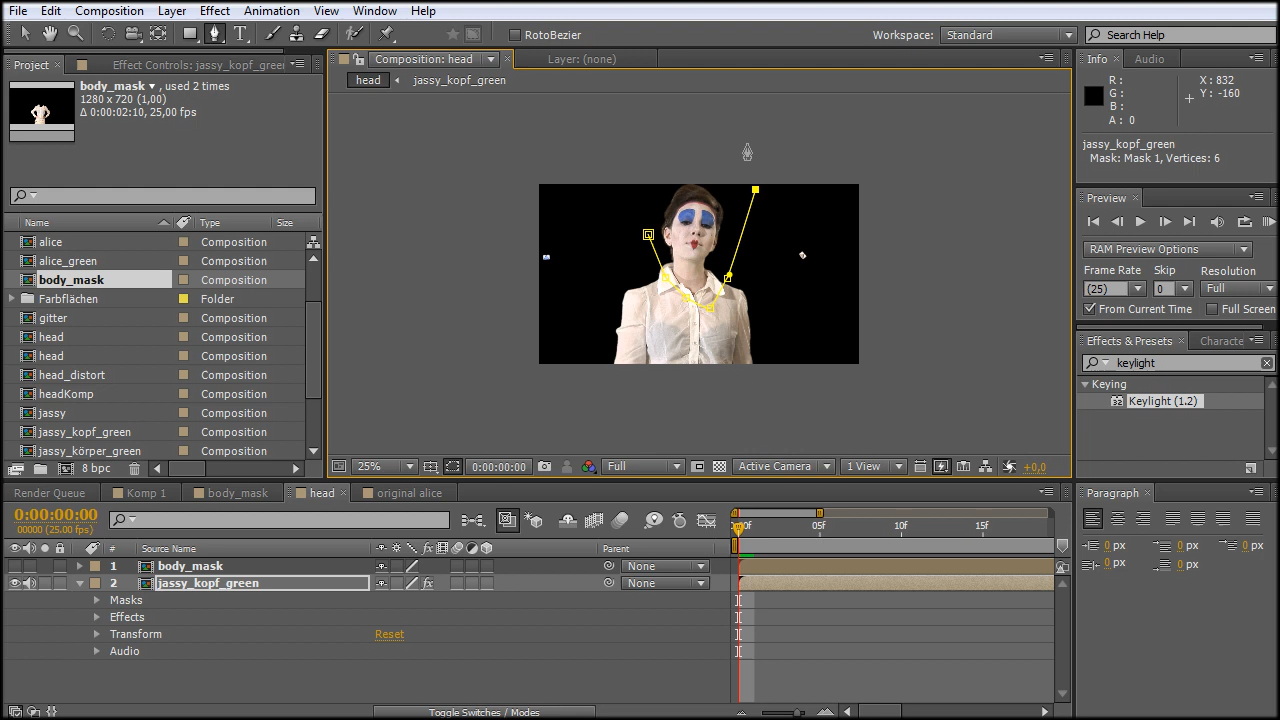 File Edit Composition Layer Effect Animation View Window Help
RotoBezier
Workspace: Standard
Search Help
Project
Effect Controls: jassy_kopf_greei
body_mask , used 2 times
1280 x 720 (1,00)
Δ 0:00:02:10, 25,00 fps
Name Type Size
alice Composition
alice_green Composition
body_mask Composition
Farbflächen Folder
gitter Composition
head Composition
head Composition
head_distort Composition
headKomp Composition
jassy Composition
jassy_kopf_green Composition
jassy_körper_green Composition
8 bpc
Composition: head
Layer: (none)
head jassy_kopf_green
25% 0:00:00:00 Full Active Camera 1 View +0,0
Info Audio
R :
G :
B :
A : 0
X : 832
Y : -160
jassy_kopf_green
Mask: Mask 1, Vertices: 6
Preview
RAM Preview Options
Frame Rate Skip Resolution
(25) 0 Full
From Current Time Full Screen
Effects & Presets Characte
keylight
Keying
32 Keylight (1.2)
Render Queue Komp 1 body_mask head original alice
0:00:00:00
00000 (25.00 fps)
# Source Name Parent
00f 05f 10f 15f
1 body_mask None
2 jassy_kopf_green fx None
Masks
Effects
Transform Reset
Audio
Toggle Switches / Modes
Paragraph
0 px 0 px 0 px
0 px 0 px